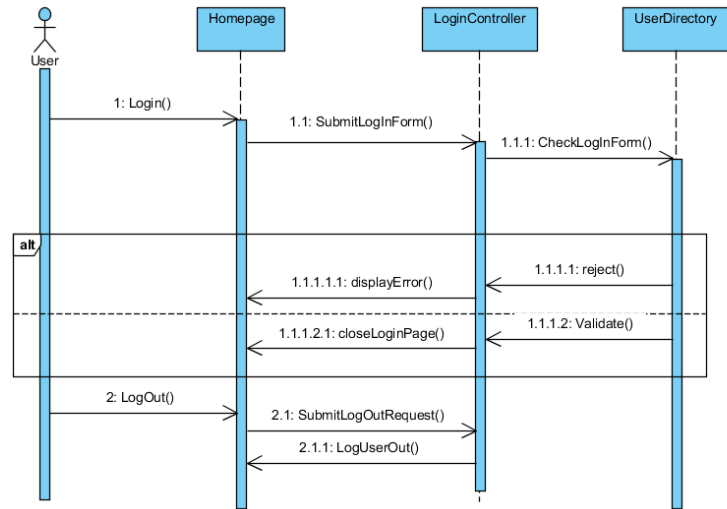 Homepage
LoginController
UserDirectory
User
1: Login()
1.1: SubmitLogInForm()
1.1.1: CheckLogInForm()
alt
1.1.1.1: reject()
1.1.1.1.1: displayError()
1.1.1.2: Validate()
1.1.1.2.1: closeLoginPage()
2: LogOut()
2.1: SubmitLogOutRequest()
2.1.1: LogUserOut()